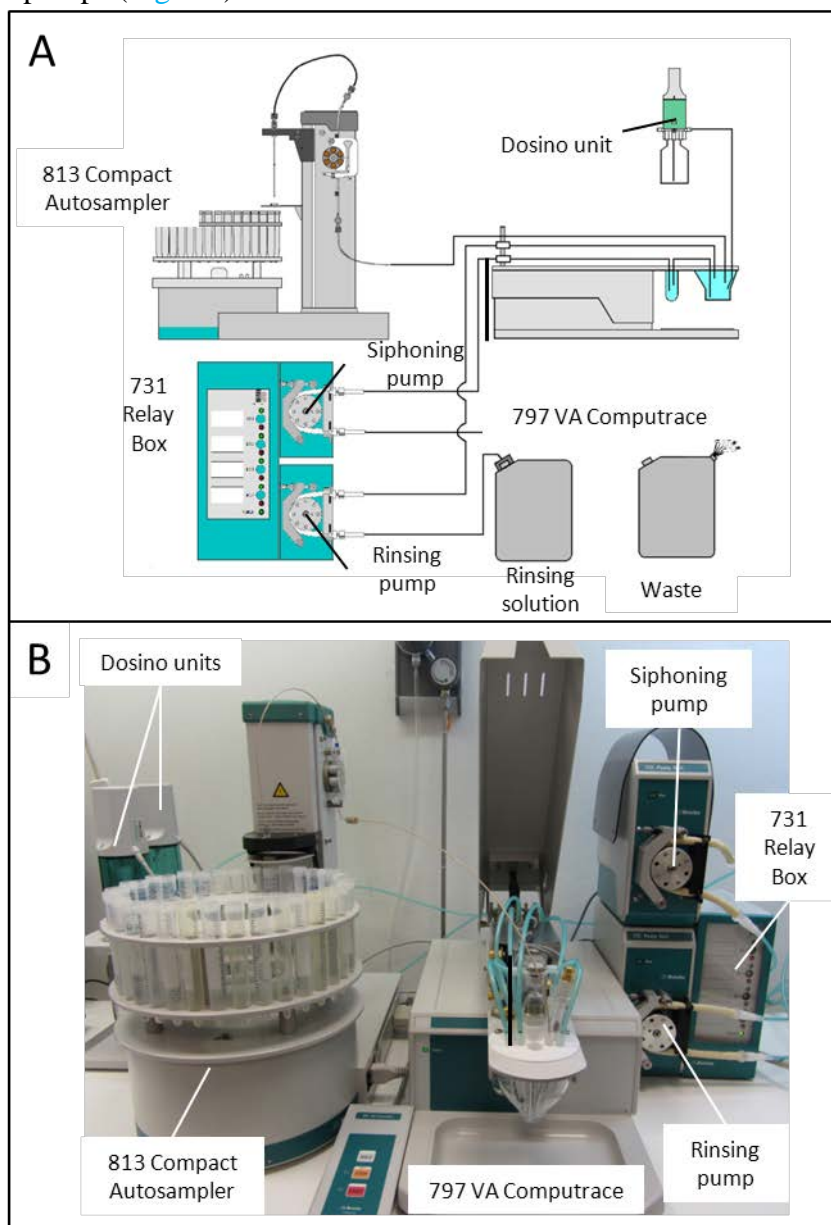 A
813 Compact
Autosampler
Dosino unit
731
Relay
Box
Siphoning
pump
797 VA Computrace
Rinsing
pump
Rinsing
solution
Waste
B
Dosino units
Siphoning
pump
731
Relay
Box
813 Compact
Autosampler
797 VA Computrace
Rinsing
pump